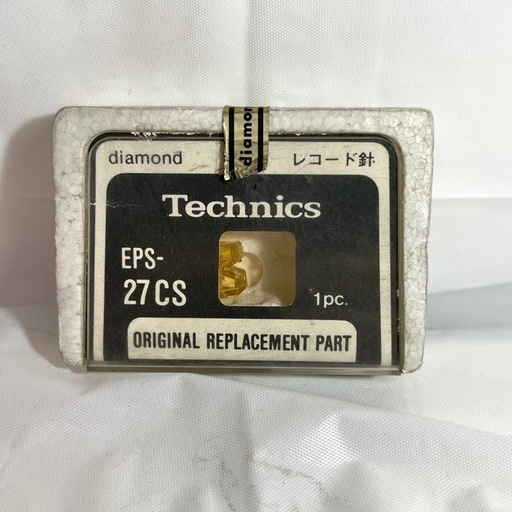 diamond
diamond
レコード針
Technics
EPS-
27CS
1pc.
ORIGINAL REPLACEMENT PART